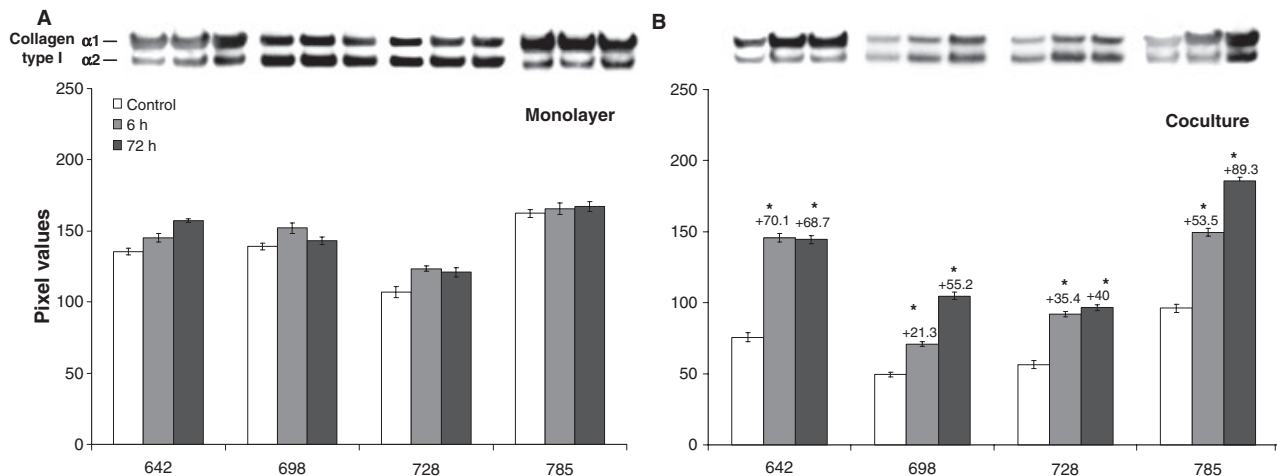 A
Collagen α1 —
type I α2 —
250
200
150
100
50
0
Pixel values
Control
6 h
72 h
Monolayer
642 698 728 785
B
250
200
150
100
50
0
Coculture
* * * * * * * *
+70.1 +68.7 +21.3 +55.2 +35.4 +40 +53.5 +89.3
642 698 728 785